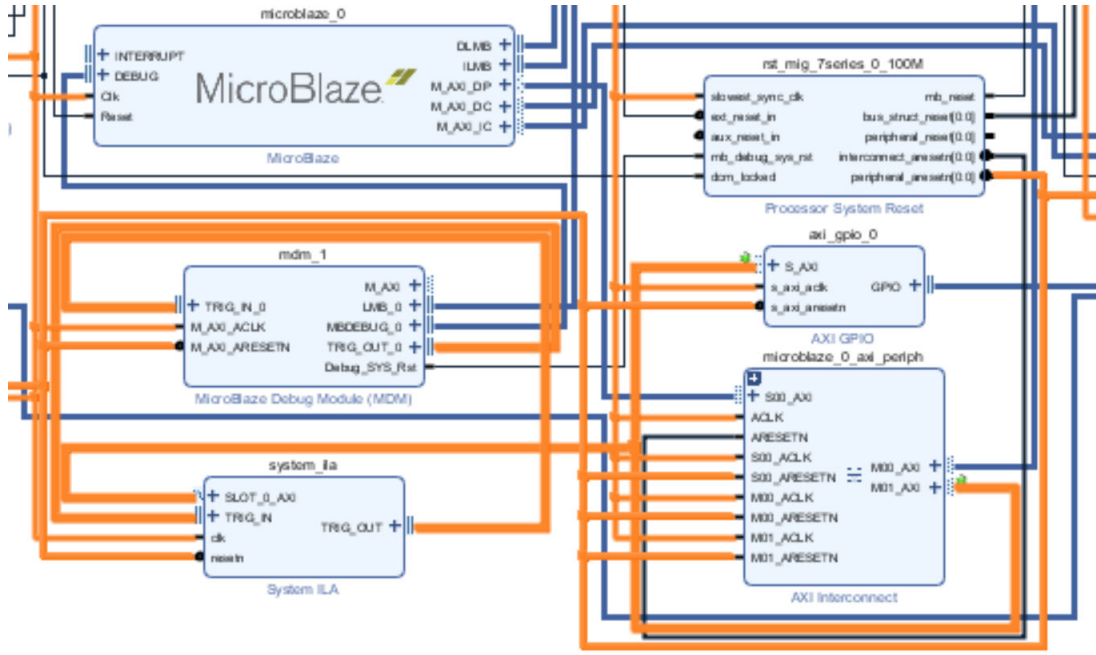 microblaze_0
INTERRUPT
DEBUG
Clk
Reset
MicroBlaze
DLMB
ILMB
M_AXI_DP
M_AXI_DC
M_AXI_IC
MicroBlaze
rst_mig_7series_0_100M
slowest_sync_clk
ext_reset_in
aux_reset_in
mb_debug_sys_rst
dcm_locked
mb_reset
bus_struct_reset[0:0]
peripheral_reset[0:0]
interconnect_aresetn[0:0]
peripheral_aresetn[0:0]
Processor System Reset
mdm_1
TRIG_IN_0
M_AXI_ACLK
M_AXI_ARESETN
M_AXI
LMB_0
MBDEBUG_0
TRIG_OUT_0
Debug_SYS_Rst
MicroBlaze Debug Module (MDM)
axi_gpio_0
S_AXI
s_axi_aclk
s_axi_aresetn
GPIO
AXI GPIO
microblaze_0_axi_periph
S00_AXI
ACLK
ARESETN
S00_ACLK
S00_ARESETN
M00_ACLK
M00_ARESETN
M01_ACLK
M01_ARESETN
M00_AXI
M01_AXI
AXI Interconnect
system_ila
SLOT_0_AXI
TRIG_IN
clk
resetn
TRIG_OUT
System ILA